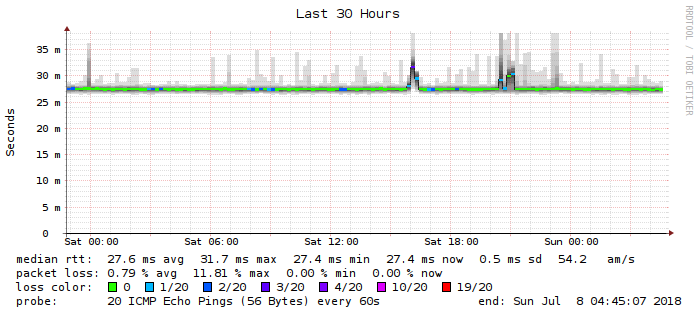 Last 30 Hours
RRDTOOL / TOBI OETIKER
Seconds
35 m
30 m
25 m
20 m
15 m
10 m
5 m
0
Sat 00:00 Sat 06:00 Sat 12:00 Sat 18:00 Sun 00:00
median rtt: 27.6 ms avg 31.7 ms max 27.4 ms min 27.4 ms now 0.5 ms sd 54.2 am/s
packet loss: 0.79 % avg 11.81 % max 0.00 % min 0.00 % now
loss color: 0 1/20 2/20 3/20 4/20 10/20 19/20
probe: 20 ICMP Echo Pings (56 Bytes) every 60s end: Sun Jul 8 04:45:07 2018